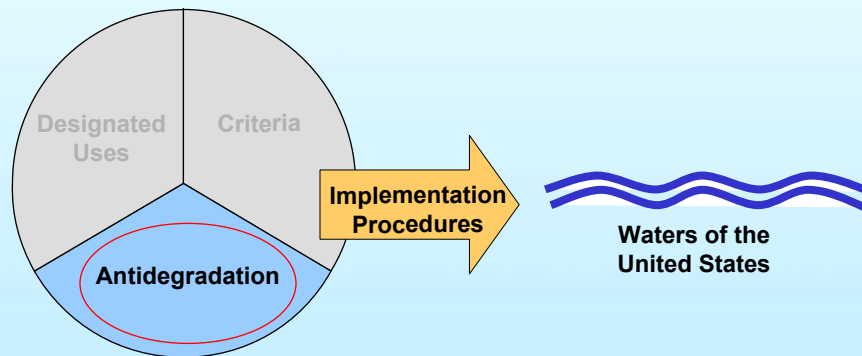 Designated
Uses
Criteria
Antidegradation
Implementation
Procedures
Waters of the
United States